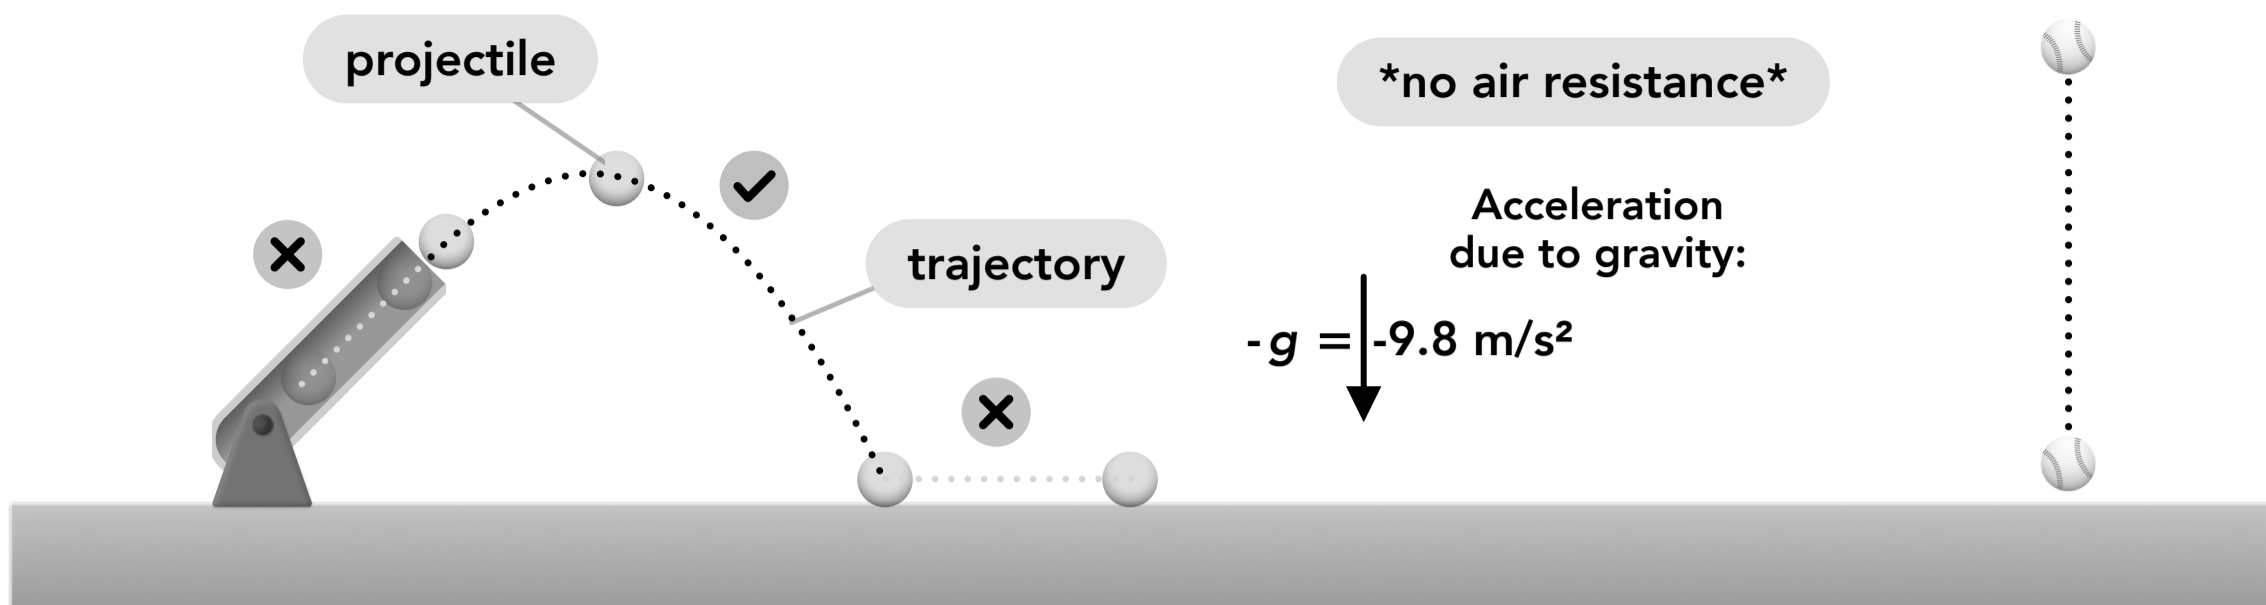 projectile
trajectory
*no air resistance*
Acceleration
due to gravity:
-g = -9.8 m/s²